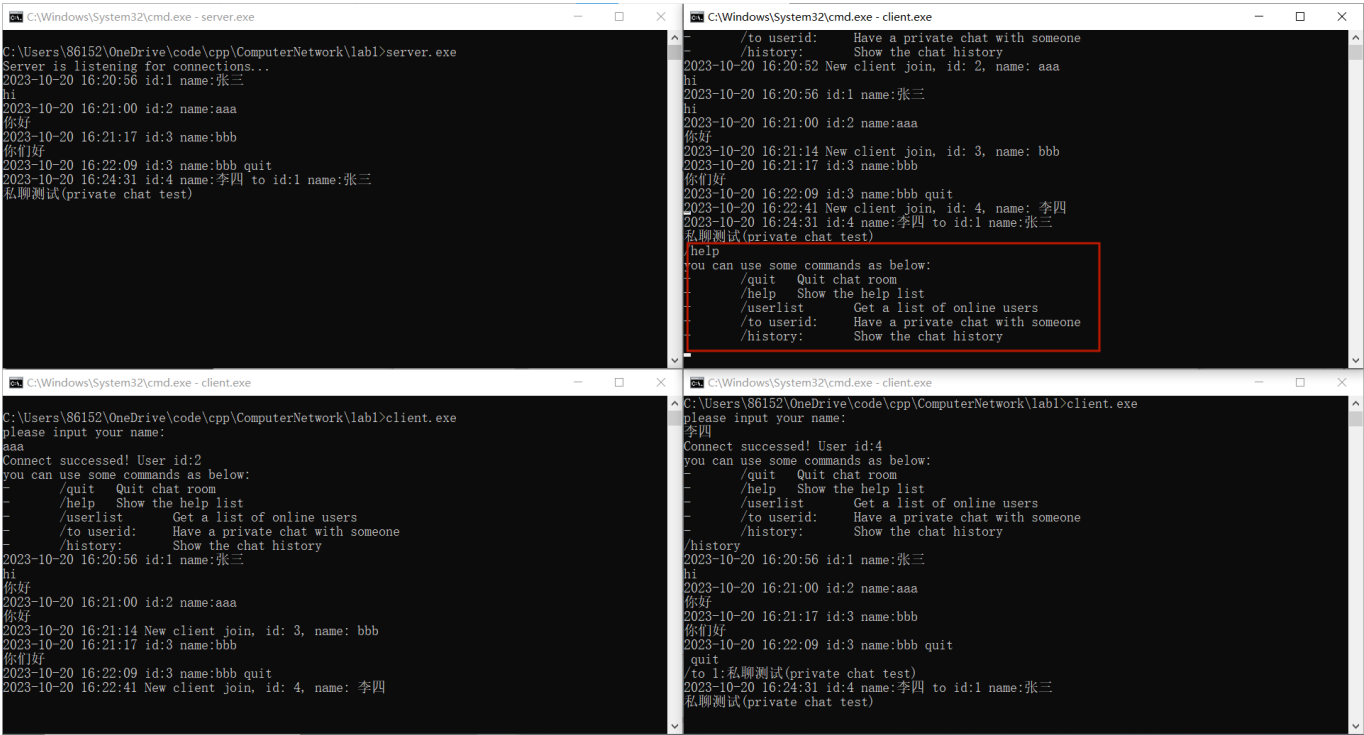 C:\Windows\System32\cmd.exe - server.exe
C:\Users\86152\OneDrive\code\cpp\ComputerNetwork\lab1>server.exe
Server is listening for connections...
2023-10-20 16:20:56 id:1 name:张三
hi
2023-10-20 16:21:00 id:2 name:aaa
你好
2023-10-20 16:21:17 id:3 name:bbb
你们好
2023-10-20 16:22:09 id:3 name:bbb quit
2023-10-20 16:24:31 id:4 name:李四 to id:1 name:张三
私聊测试(private chat test)
C:\Windows\System32\cmd.exe - client.exe
- /to userid: Have a private chat with someone
- /history: Show the chat history
2023-10-20 16:20:52 New client join, id: 2, name: aaa
hi
2023-10-20 16:20:56 id:1 name:张三
hi
2023-10-20 16:21:00 id:2 name:aaa
你好
2023-10-20 16:21:14 New client join, id: 3, name: bbb
2023-10-20 16:21:17 id:3 name:bbb
你们好
2023-10-20 16:22:09 id:3 name:bbb quit
2023-10-20 16:22:41 New client join, id: 4, name: 李四
2023-10-20 16:24:31 id:4 name:李四 to id:1 name:张三
私聊测试(private chat test)
/help
you can use some commands as below:
- /quit Quit chat room
- /help Show the help list
- /userlist Get a list of online users
- /to userid: Have a private chat with someone
- /history: Show the chat history
C:\Windows\System32\cmd.exe - client.exe
C:\Users\86152\OneDrive\code\cpp\ComputerNetwork\lab1>client.exe
please input your name:
aaa
Connect successed! User id:2
you can use some commands as below:
- /quit Quit chat room
- /help Show the help list
- /userlist Get a list of online users
- /to userid: Have a private chat with someone
- /history: Show the chat history
2023-10-20 16:20:56 id:1 name:张三
hi
你好
2023-10-20 16:21:00 id:2 name:aaa
你好
2023-10-20 16:21:14 New client join, id: 3, name: bbb
2023-10-20 16:21:17 id:3 name:bbb
你们好
2023-10-20 16:22:09 id:3 name:bbb quit
2023-10-20 16:22:41 New client join, id: 4, name: 李四
C:\Windows\System32\cmd.exe - client.exe
C:\Users\86152\OneDrive\code\cpp\ComputerNetwork\lab1>client.exe
please input your name:
李四
Connect successed! User id:4
you can use some commands as below:
- /quit Quit chat room
- /help Show the help list
- /userlist Get a list of online users
- /to userid: Have a private chat with someone
- /history: Show the chat history
/history
2023-10-20 16:20:56 id:1 name:张三
hi
2023-10-20 16:21:00 id:2 name:aaa
你好
2023-10-20 16:21:17 id:3 name:bbb
你们好
2023-10-20 16:22:09 id:3 name:bbb quit
quit
/to 1:私聊测试(private chat test)
2023-10-20 16:24:31 id:4 name:李四 to id:1 name:张三
私聊测试(private chat test)